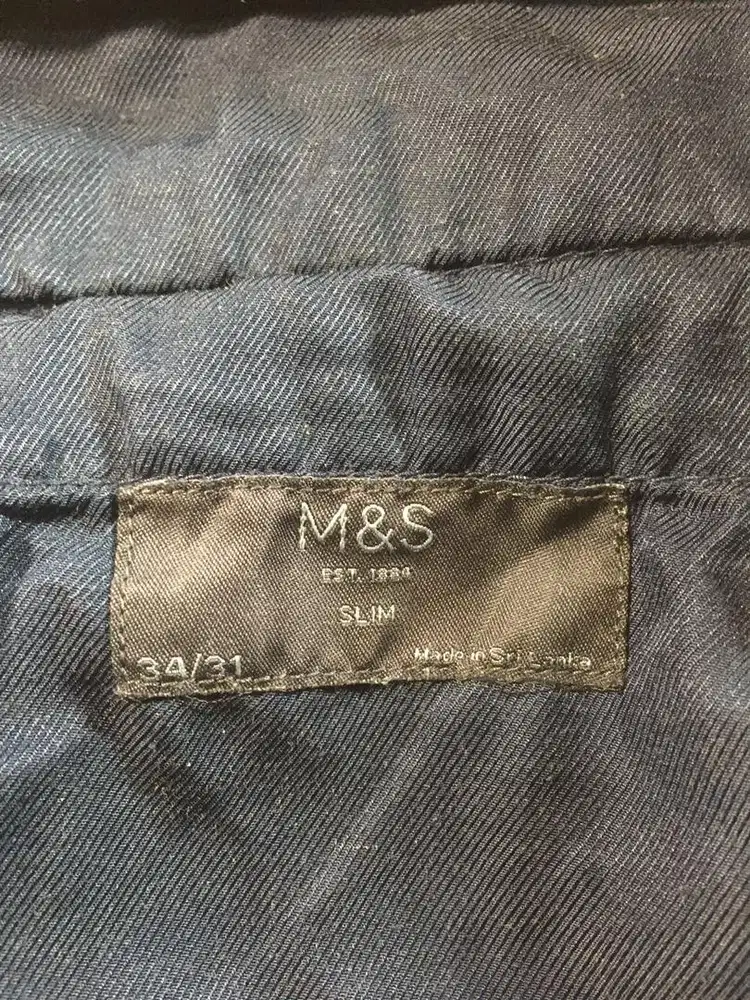 M&S
EST. 1884
SLIM
34/31
Made in Sri Lanka